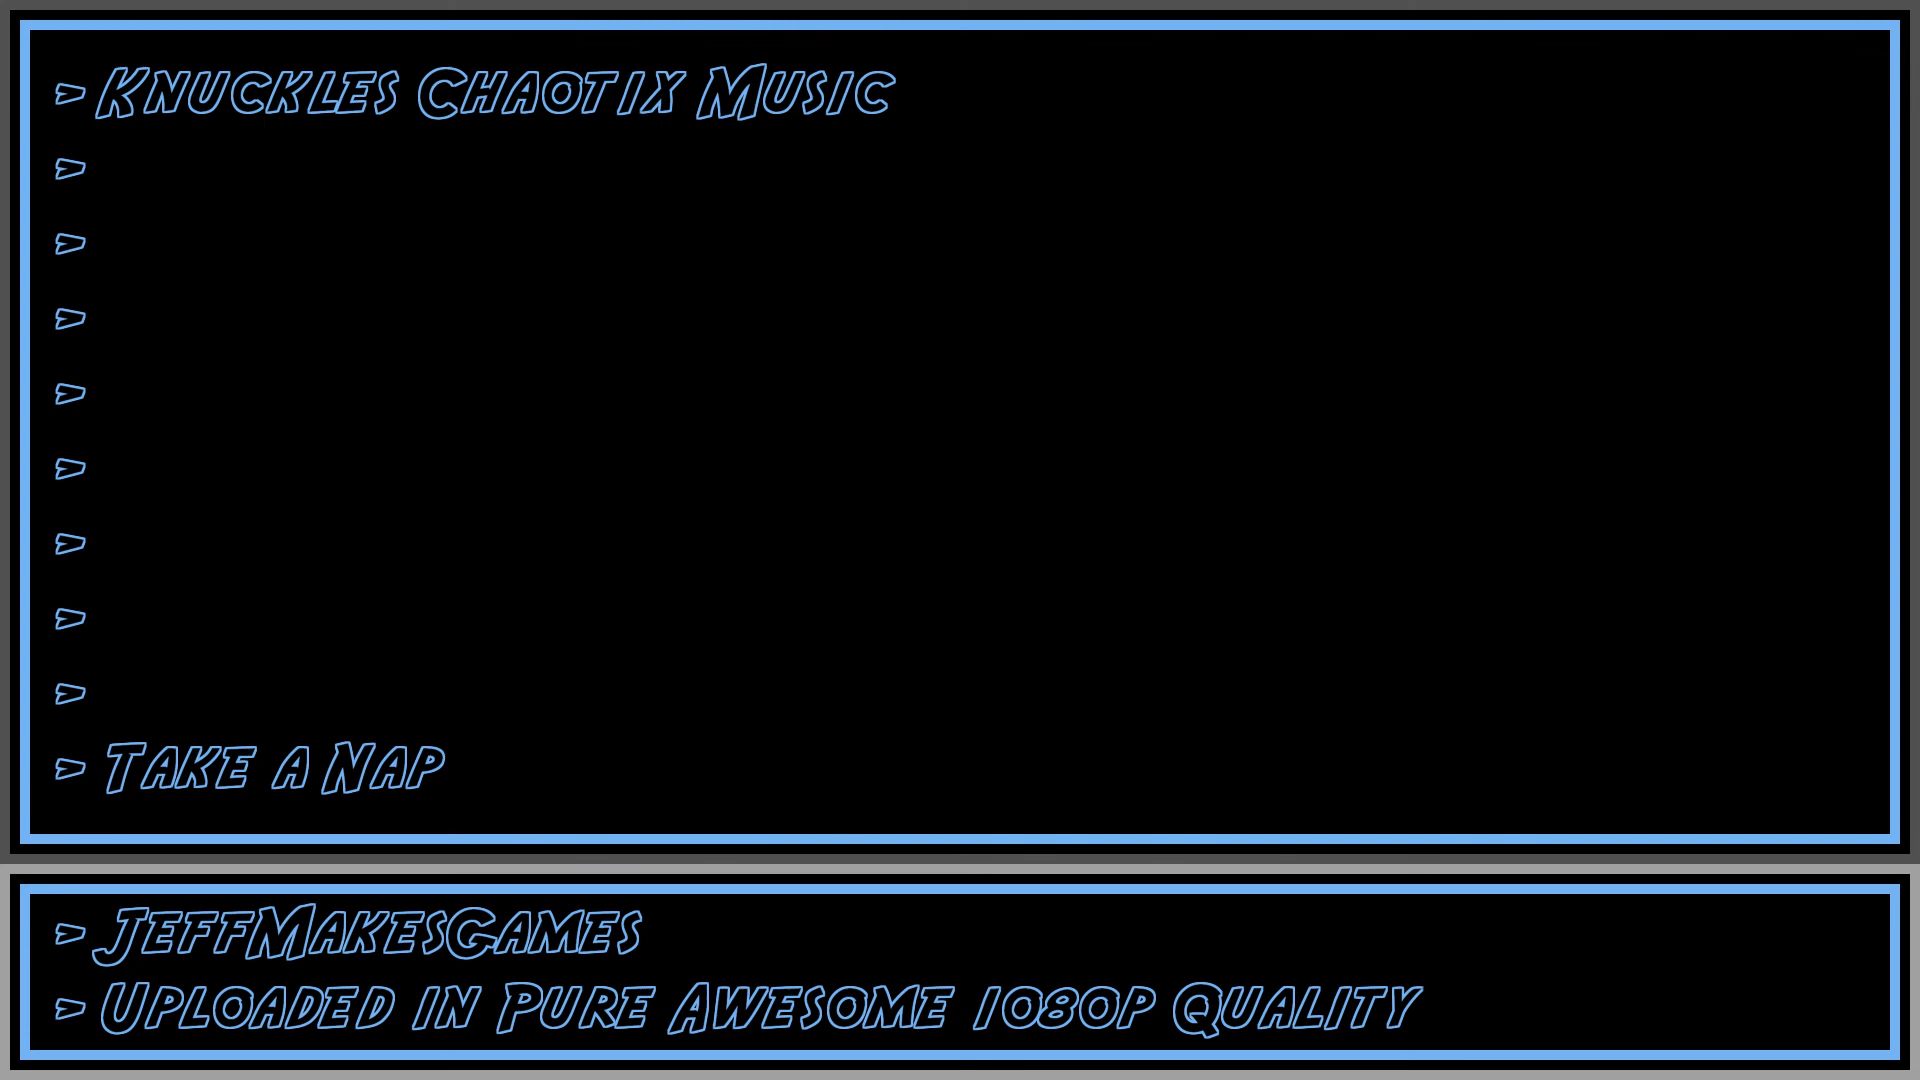 > Knuckles Chaotix Music
>
>
>
>
>
>
>
>
> Take a Nap
> JeffMakesGames
> Uploaded in Pure Awesome 1080p Quality